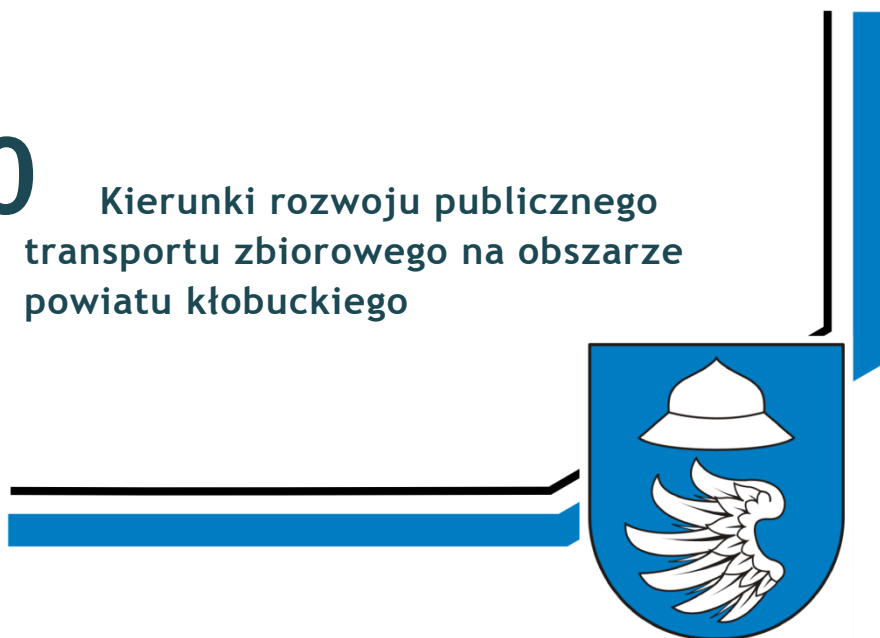 0 Kierunki rozwoju publicznego
transportu zbiorowego na obszarze
powiatu kłobuckiego